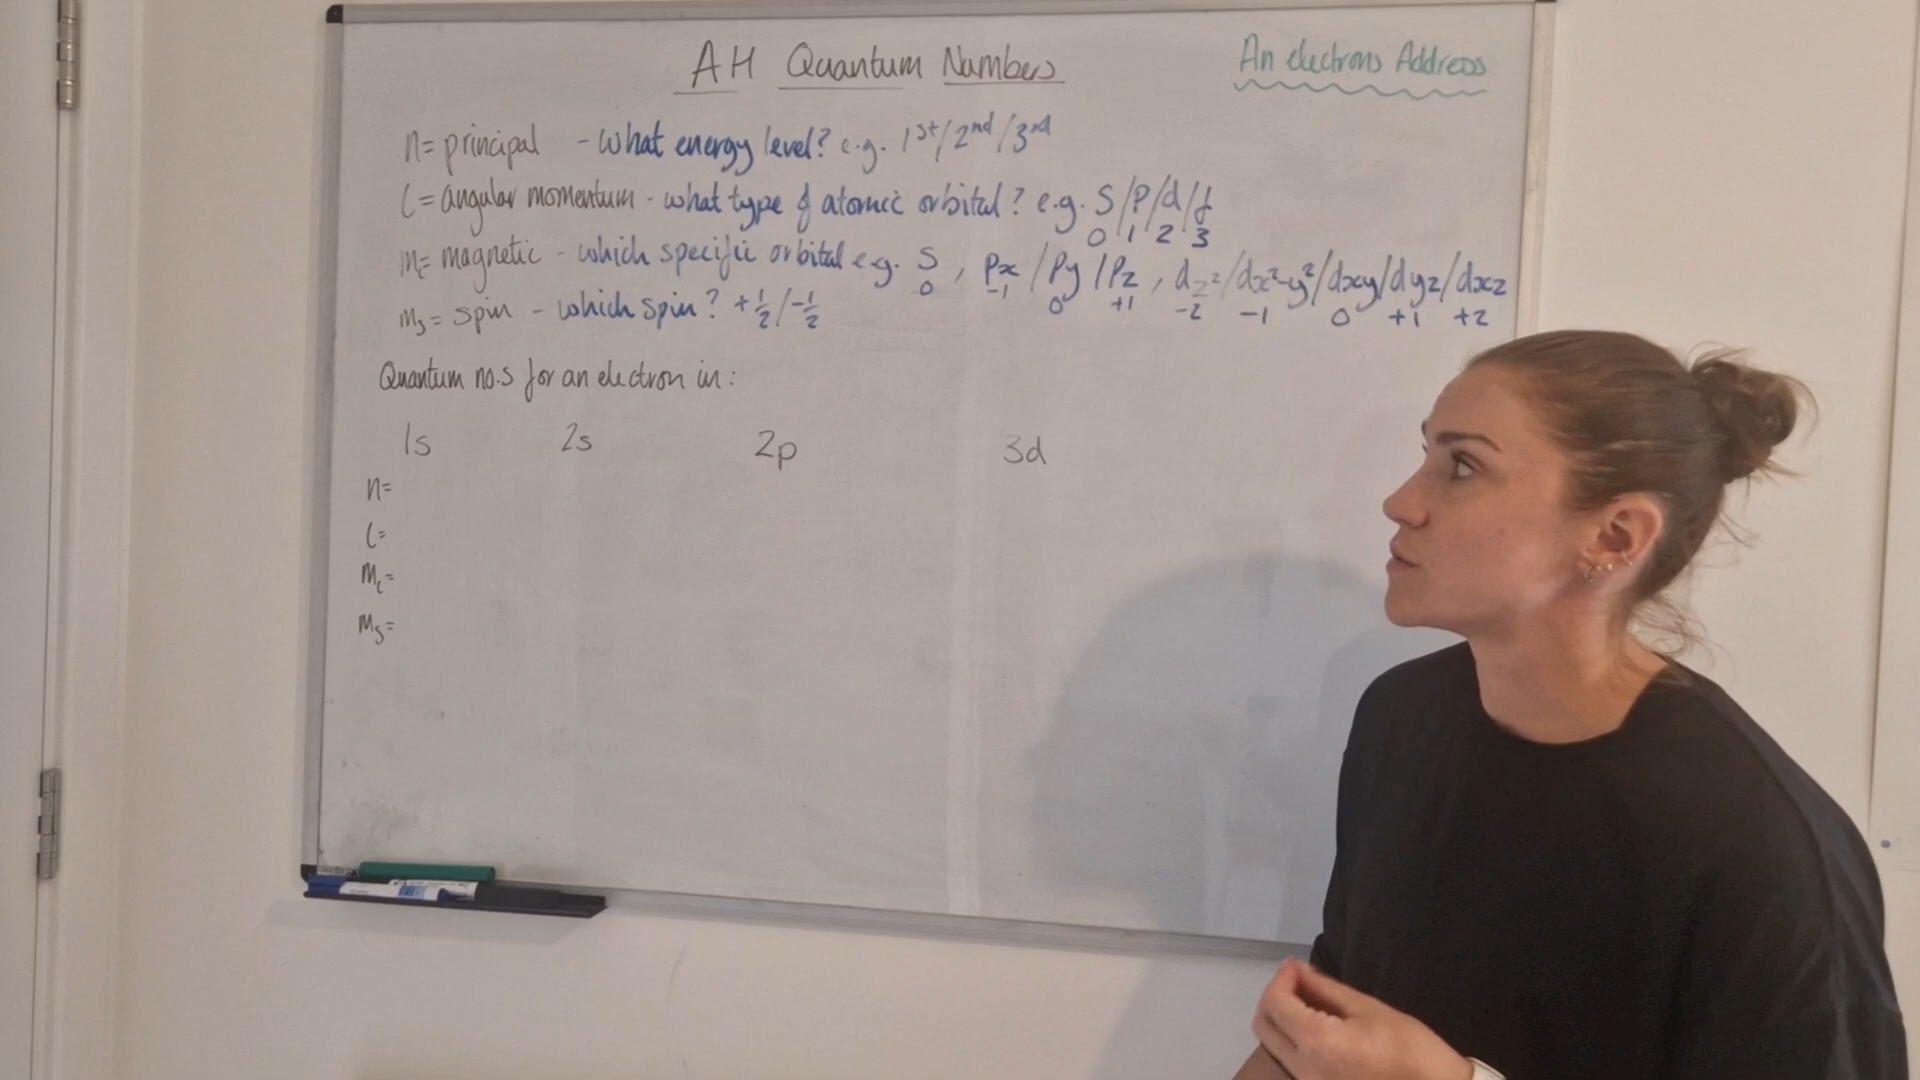 AH Quantum Numbers
An electrons Address
n= principal - What energy level? e.g. 1st/2nd/3rd
l= angular momentum - what type of atomic orbital? e.g. s/p/d/f
0 1 2 3
ml= magnetic - which specific orbital e.g. s, px/py/pz, dz²/dx²-y²/dxy/dyz/dxz
0 -1 0 +1 -2 -1 0 +1 +2
ms= spin - which spin? +1/2/-1/2
Quantum no.s for an electron in:
1s 2s 2p 3d
n=
l=
ml=
ms=